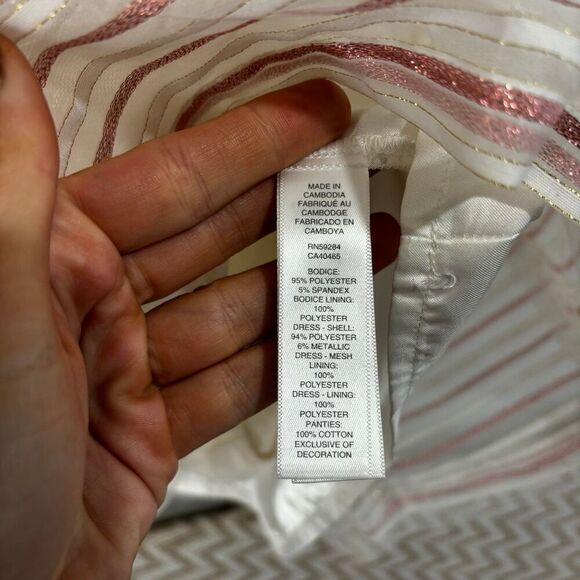 MADE IN
CAMBODIA
FABRIQUÉ AU
CAMBODGE
FABRICADO EN
CAMBOYA
RN59284
CA40465
BODICE:
95% POLYESTER
5% SPANDEX
BODICE LINING:
100%
POLYESTER
DRESS - SHELL:
94% POLYESTER
6% METALLIC
DRESS - MESH
LINING:
100%
POLYESTER
DRESS - LINING:
100%
POLYESTER
PANTIES:
100% COTTON
EXCLUSIVE OF
DECORATION